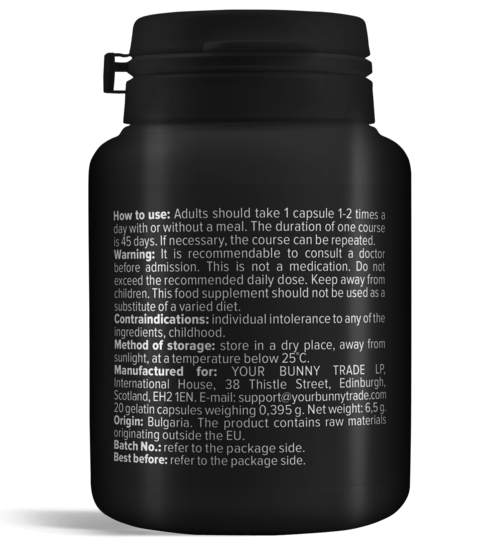 How to use: Adults should take 1 capsule 1-2 times a
day with or without a meal. The duration of one course
is 45 days. If necessary, the course can be repeated.
Warning: It is recommendable to consult a doctor
before admission. This is not a medication. Do not
exceed the recommended daily dose. Keep away from
children. This food supplement should not be used as a
substitute of a varied diet.
Contraindications: individual intolerance to any of the
ingredients, childhood.
Method of storage: store in a dry place, away from
sunlight, at a temperature below 25°C.
Manufactured for: YOUR BUNNY TRADE LP,
International House, 38 Thistle Street, Edinburgh,
Scotland, EH2 1EN. E-mail: support@yourbunnytrade.com
20 gelatin capsules weighing 0,395 g. Net weight: 6,5 g.
Origin: Bulgaria. The product contains raw materials
originating outside the EU.
Batch No.: refer to the package side.
Best before: refer to the package side.